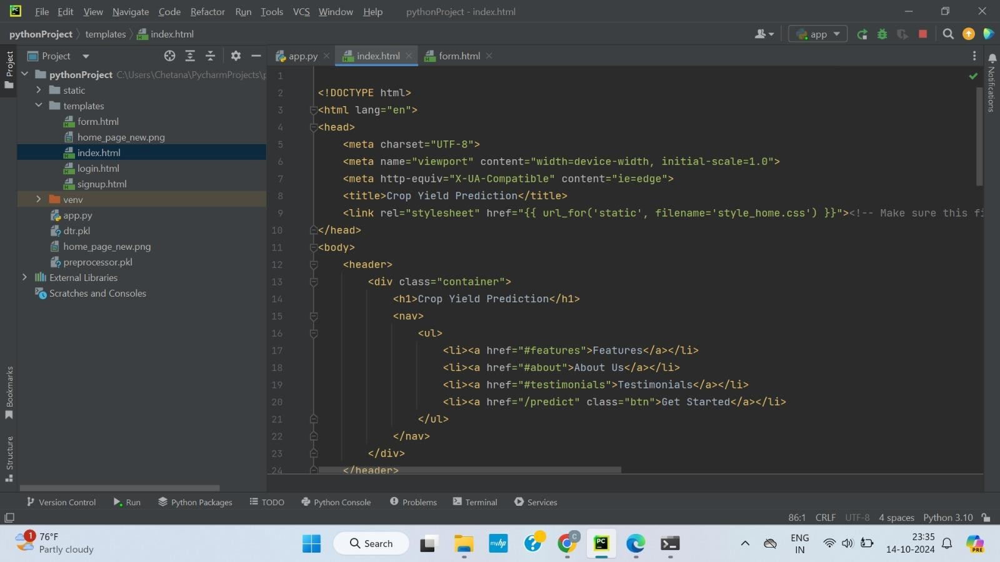 File Edit View Navigate Code Refactor Run Tools VCS Window Help pythonProject - index.html
pythonProject templates index.html
app
Project
Project
app.py index.html form.html
Notifications
pythonProject C:\Users\Chetana\PycharmProjects\p
static
templates
form.html
home_page_new.png
index.html
login.html
signup.html
venv
app.py
dtr.pkl
home_page_new.png
preprocessor.pkl
External Libraries
Scratches and Consoles
Bookmarks
Structure
1
2 <!DOCTYPE html>
3 <html lang="en">
4 <head>
5 <meta charset="UTF-8">
6 <meta name="viewport" content="width=device-width, initial-scale=1.0">
7 <meta http-equiv="X-UA-Compatible" content="ie=edge">
8 <title>Crop Yield Prediction</title>
9 <link rel="stylesheet" href="{{ url_for('static', filename='style_home.css') }}"><!-- Make sure this fi
10 </head>
11 <body>
12 <header>
13 <div class="container">
14 <h1>Crop Yield Prediction</h1>
15 <nav>
16 <ul>
17 <li><a href="#features">Features</a></li>
18 <li><a href="#about">About Us</a></li>
19 <li><a href="#testimonials">Testimonials</a></li>
20 <li><a href="/predict" class="btn">Get Started</a></li>
21 </ul>
22 </nav>
23 </div>
24 </header>
Version Control Run Python Packages TODO Python Console Problems Terminal Services
86:1 CRLF UTF-8 4 spaces Python 3.10
1 76°F
Partly cloudy
Search
myhp
C
PC
ENG
IN
23:35
14-10-2024
PRE